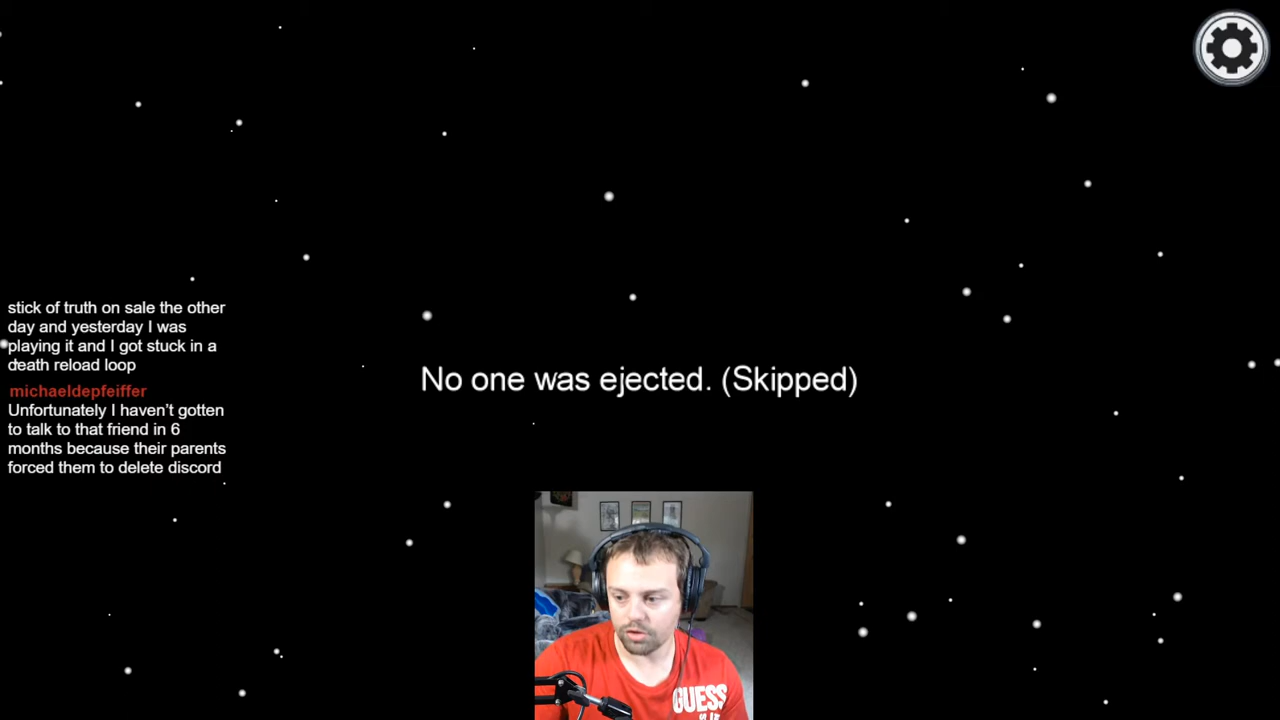 stick of truth on sale the other
day and yesterday I was
playing it and I got stuck in a
death reload loop
michaeldepfeiffer
Unfortunately I haven't gotten
to talk to that friend in 6
months because their parents
forced them to delete discord
No one was ejected. (Skipped)
GUESS